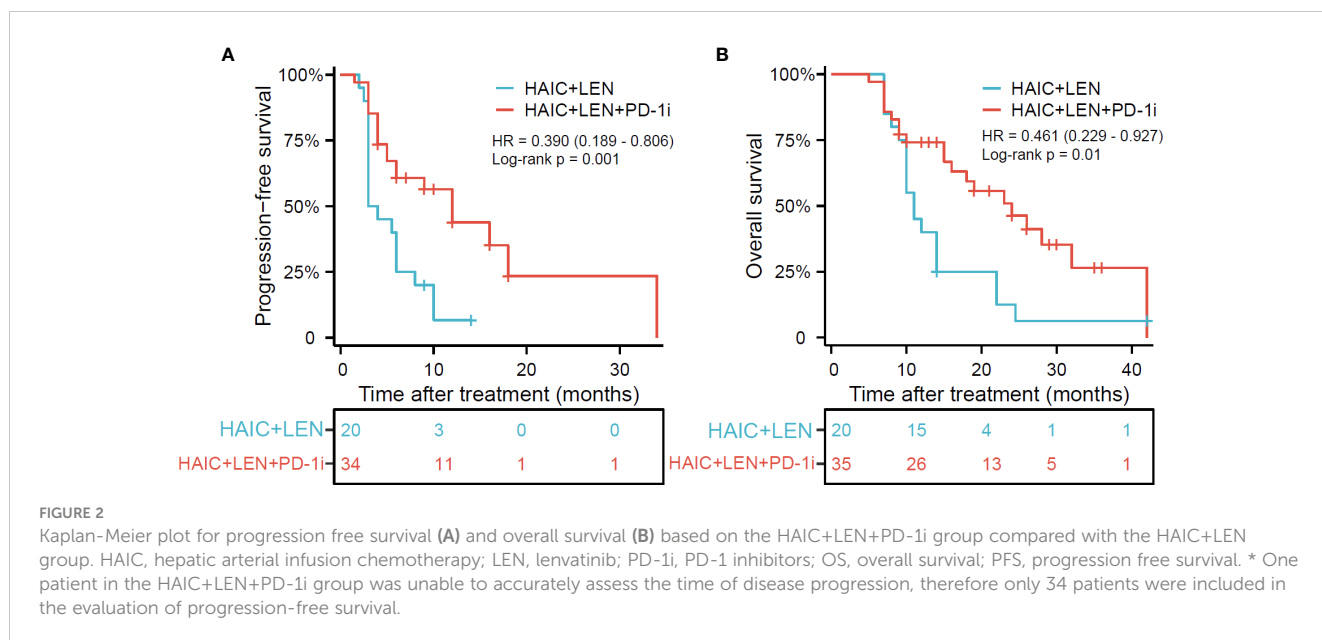 A
100%
75%
50%
25%
0
Progression-free survival
HAIC+LEN
HAIC+LEN+PD-1i
HR = 0.390 (0.189 - 0.806)
Log-rank p = 0.001
0 10 20 30
Time after treatment (months)
HAIC+LEN 20 3 0 0
HAIC+LEN+PD-1i 34 11 1 1
B
100%
75%
50%
25%
0
Overall survival
HAIC+LEN
HAIC+LEN+PD-1i
HR = 0.461 (0.229 - 0.927)
Log-rank p = 0.01
0 10 20 30 40
Time after treatment (months)
HAIC+LEN 20 15 4 1 1
HAIC+LEN+PD-1i 35 26 13 5 1
FIGURE 2
Kaplan-Meier plot for progression free survival (A) and overall survival (B) based on the HAIC+LEN+PD-1i group compared with the HAIC+LEN
group. HAIC, hepatic arterial infusion chemotherapy; LEN, lenvatinib; PD-1i, PD-1 inhibitors; OS, overall survival; PFS, progression free survival. * One
patient in the HAIC+LEN+PD-1i group was unable to accurately assess the time of disease progression, therefore only 34 patients were included in
the evaluation of progression-free survival.